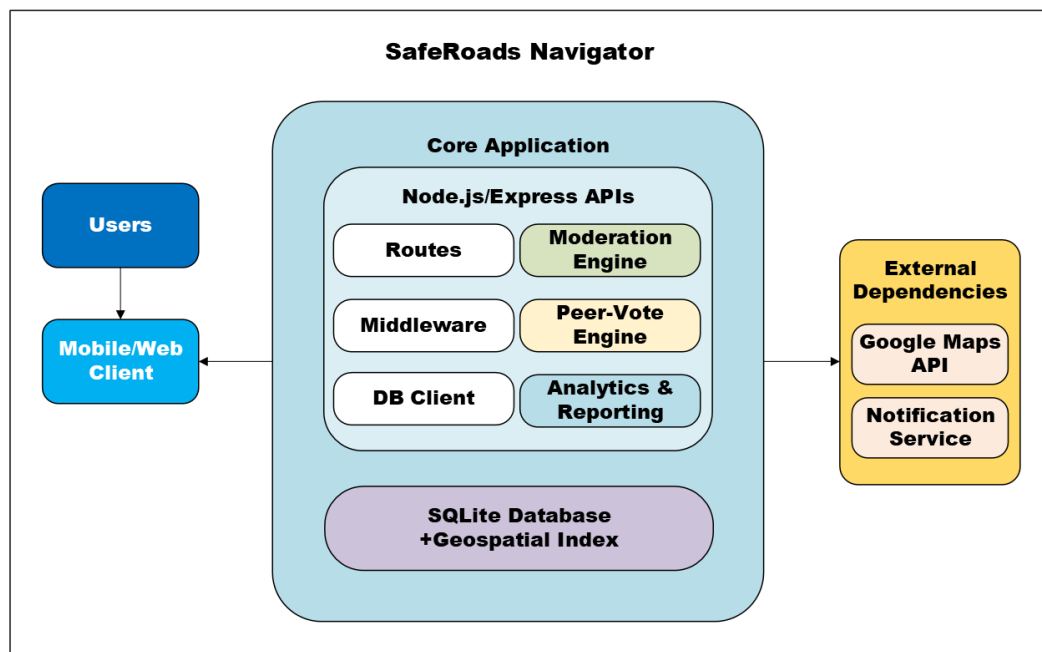 SafeRoads Navigator
Users
Mobile/Web
Client
Core Application
Node.js/Express APIs
Routes
Moderation
Engine
Middleware
Peer-Vote
Engine
DB Client
Analytics &
Reporting
SQLite Database
+Geospatial Index
External
Dependencies
Google Maps
API
Notification
Service